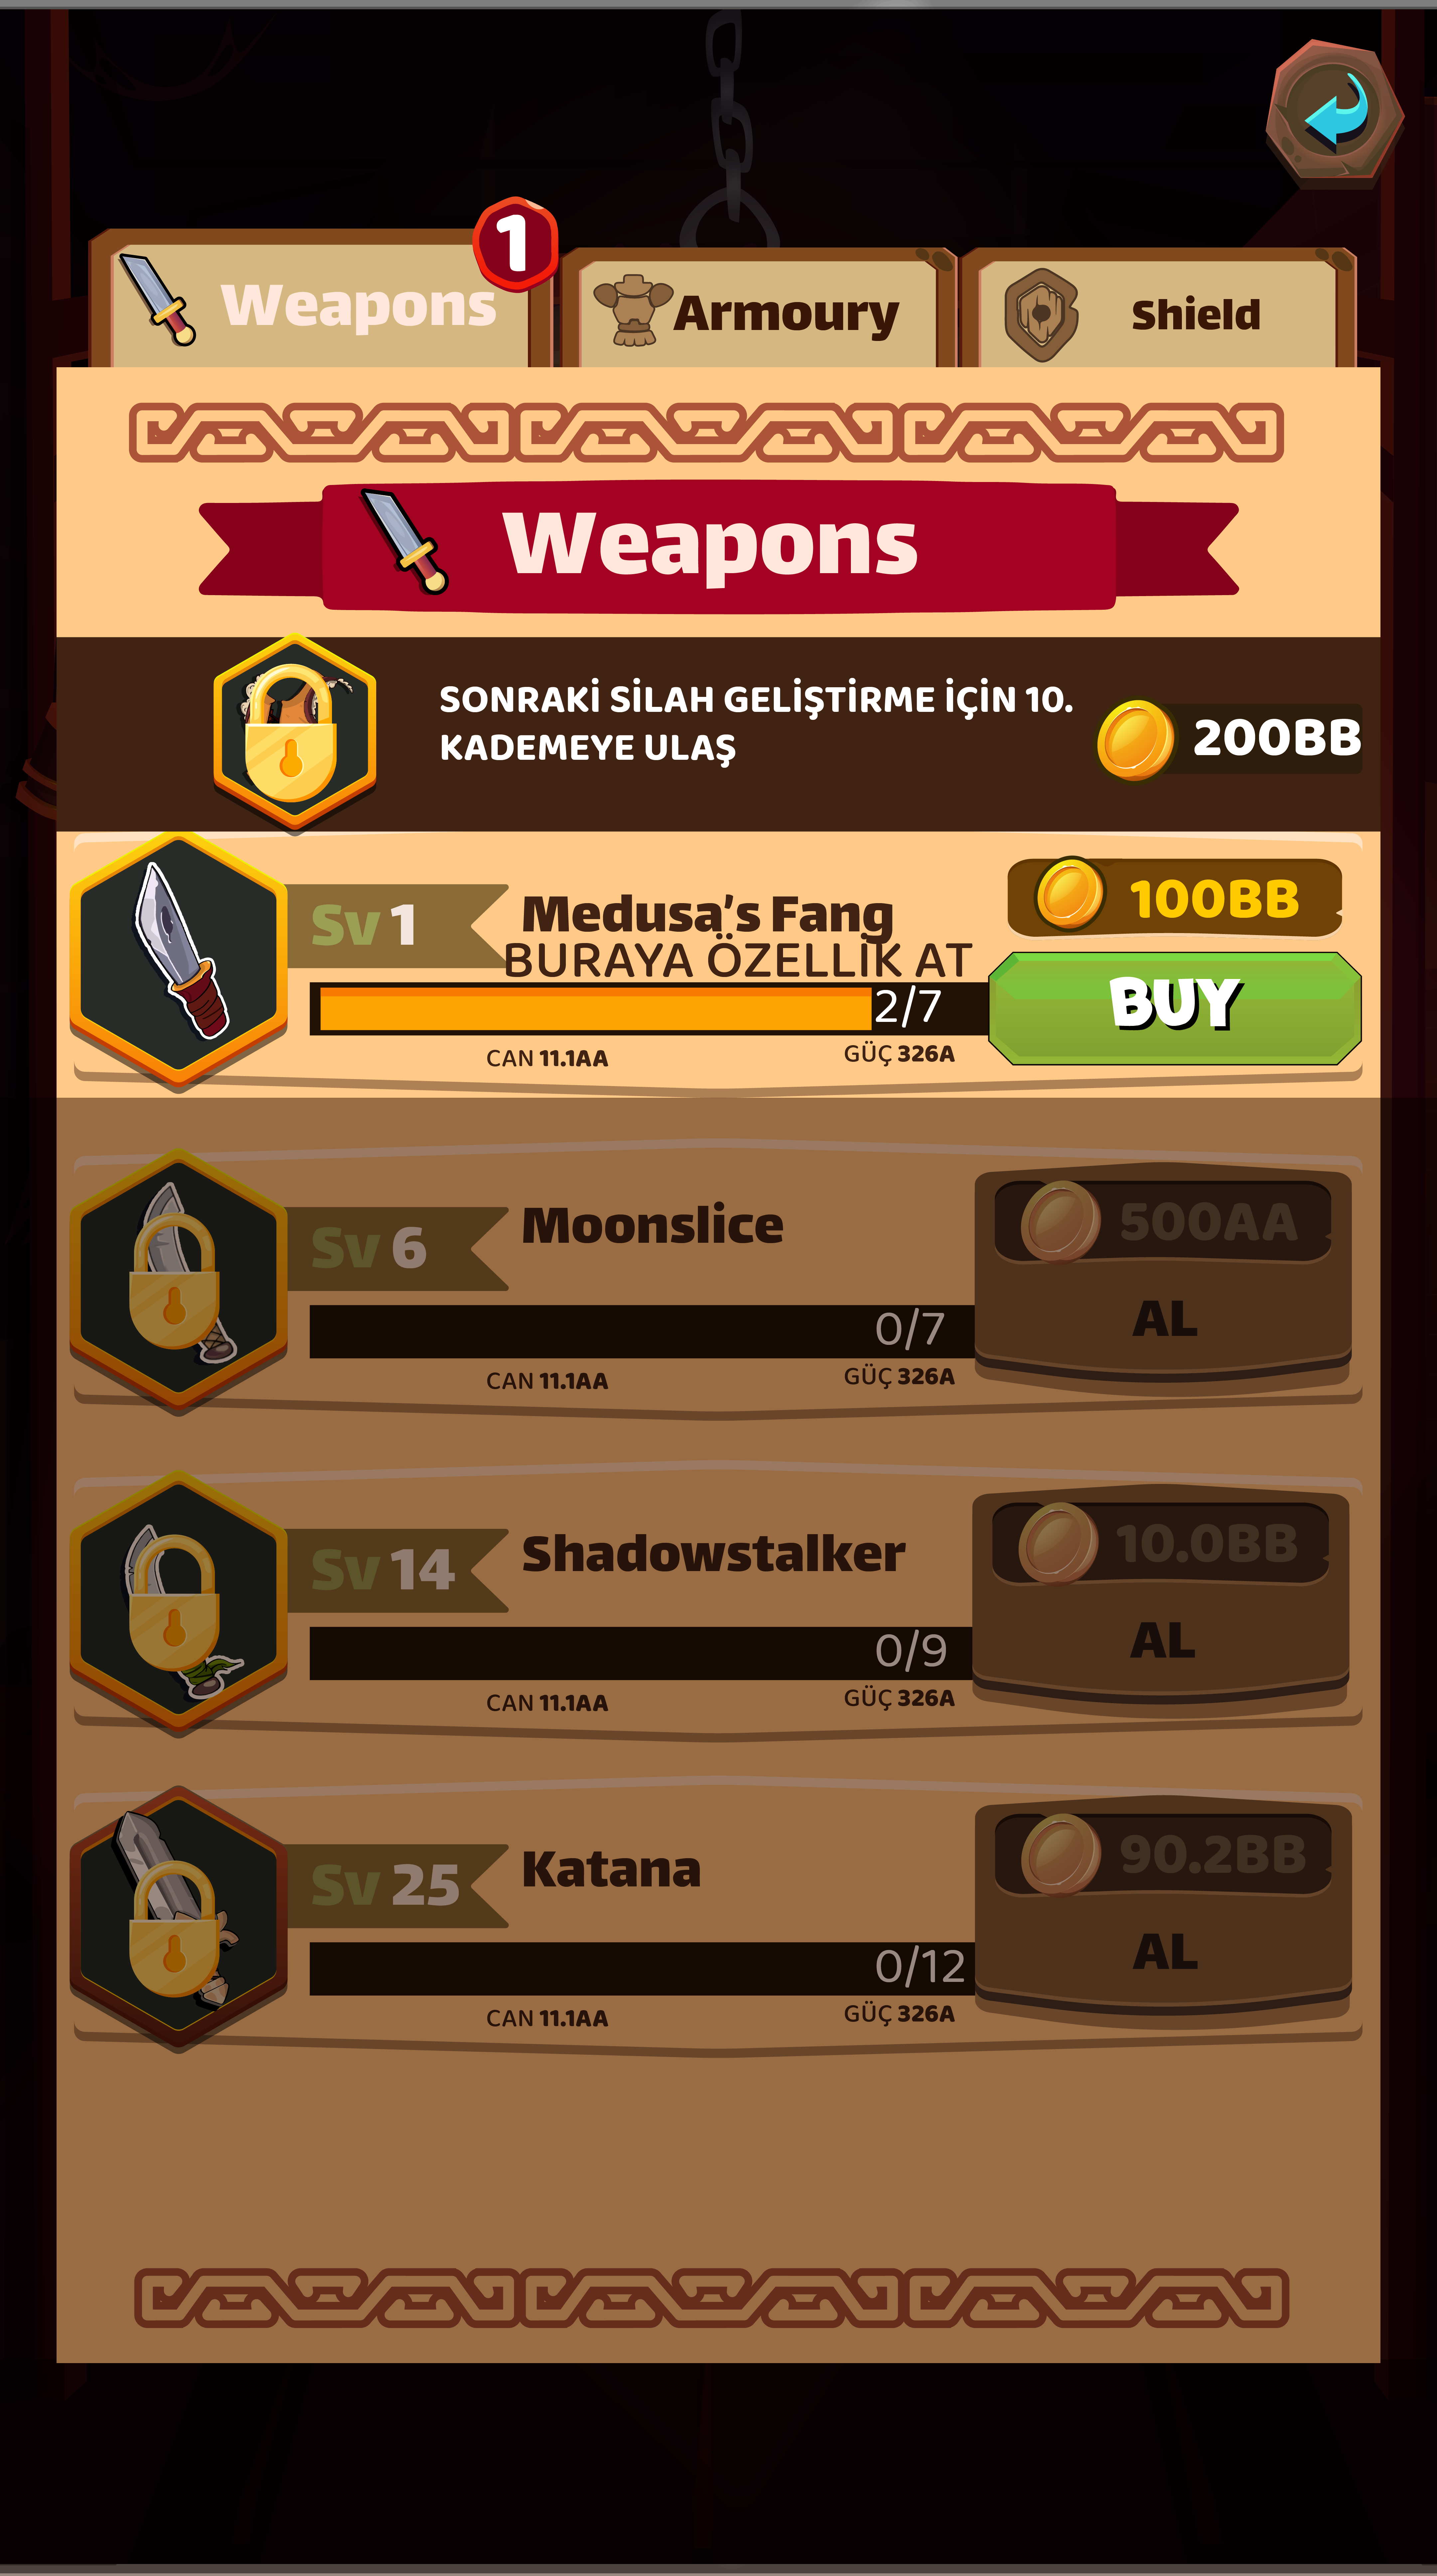 Weapons
1
Armoury
Shield
Weapons
SONRAKİ SİLAH GELİŞTİRME İÇİN 10.
KADEMEYE ULAŞ
200BB
Sv 1
Medusa's Fang
BURAYA ÖZELLİK AT
100BB
2/7
BUY
CAN 11.1AA
GÜÇ 326A
Sv 6
Moonslice
500AA
0/7
AL
CAN 11.1AA
GÜÇ 326A
Sv 14
Shadowstalker
10.0BB
0/9
AL
CAN 11.1AA
GÜÇ 326A
Sv 25
Katana
90.2BB
0/12
AL
CAN 11.1AA
GÜÇ 326A